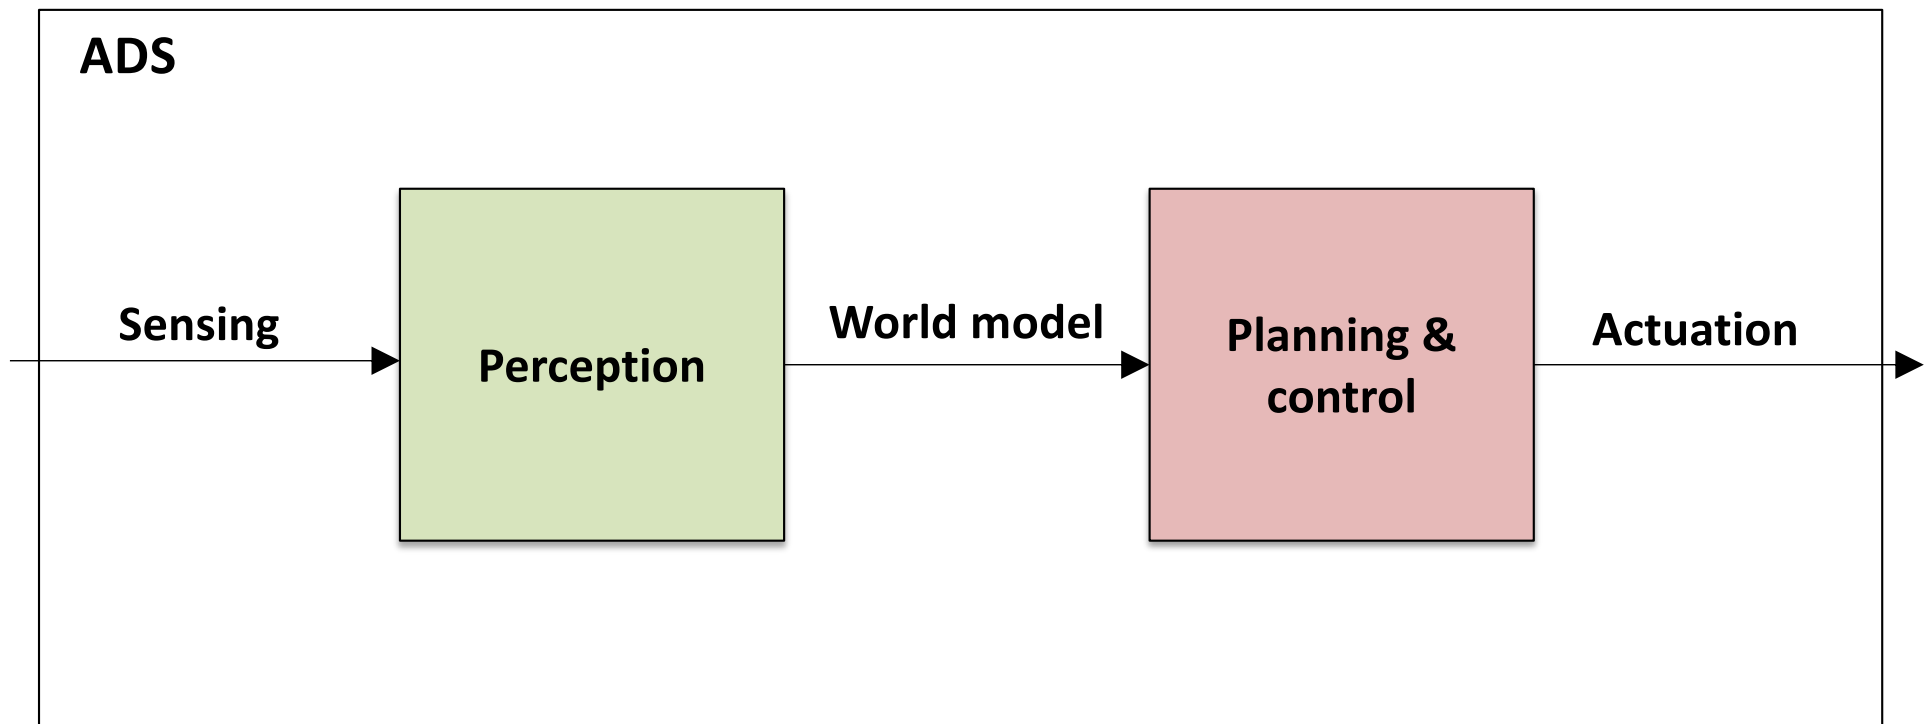 ADS
Sensing
Perception
World model
Planning &
control
Actuation